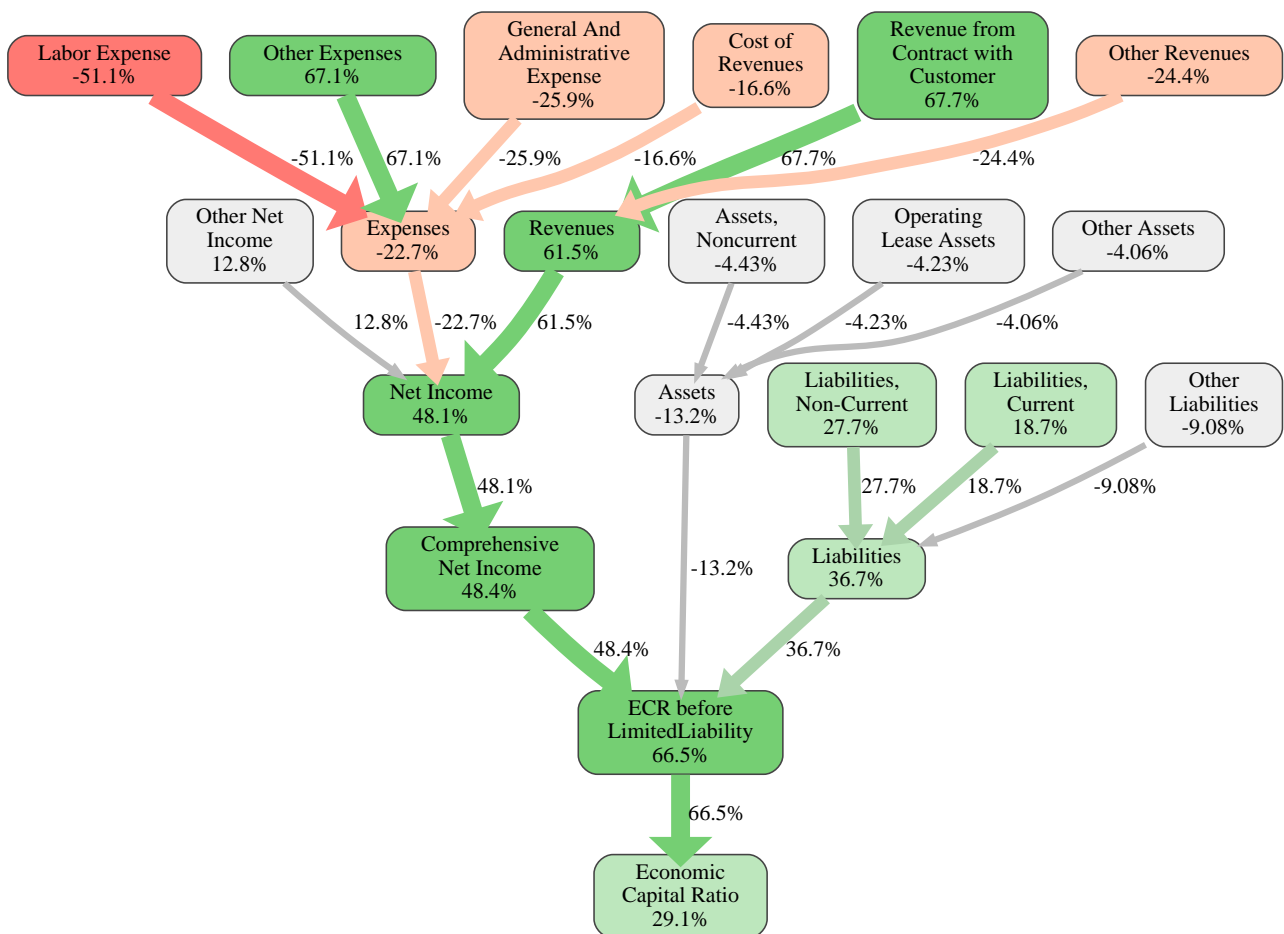 Labor Expense
-51.1%
Other Expenses
67.1%
General And
Administrative
Expense
-25.9%
Cost of
Revenues
-16.6%
Revenue from
Contract with
Customer
67.7%
Other Revenues
-24.4%
-51.1%
67.1%
-25.9%
-16.6%
67.7%
-24.4%
Other Net
Income
12.8%
Expenses
-22.7%
Revenues
61.5%
Assets,
Noncurrent
-4.43%
Operating
Lease Assets
-4.23%
Other Assets
-4.06%
12.8%
-22.7%
61.5%
-4.43%
-4.23%
-4.06%
Net Income
48.1%
Assets
-13.2%
Liabilities,
Non-Current
27.7%
Liabilities,
Current
18.7%
Other
Liabilities
-9.08%
48.1%
27.7%
18.7%
-9.08%
Comprehensive
Net Income
48.4%
-13.2%
Liabilities
36.7%
48.4%
36.7%
ECR before
LimitedLiability
66.5%
66.5%
Economic
Capital Ratio
29.1%